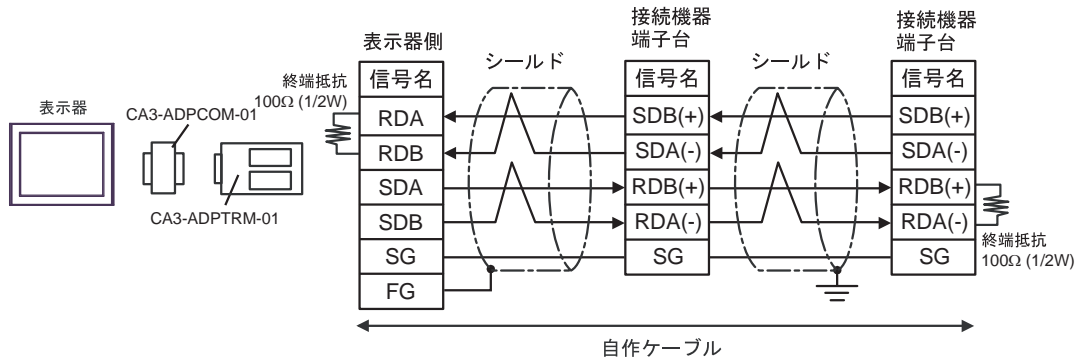 表示器
CA3-ADPCOM-01
CA3-ADPTRM-01
終端抵抗
100Ω (1/2W)
表示器側
信号名
RDA
RDB
SDA
SDB
SG
FG
シールド
接続機器
端子台
信号名
SDB(+)
SDA(-)
RDB(+)
RDA(-)
SG
シールド
接続機器
端子台
信号名
SDB(+)
SDA(-)
RDB(+)
RDA(-)
SG
終端抵抗
100Ω (1/2W)
自作ケーブル